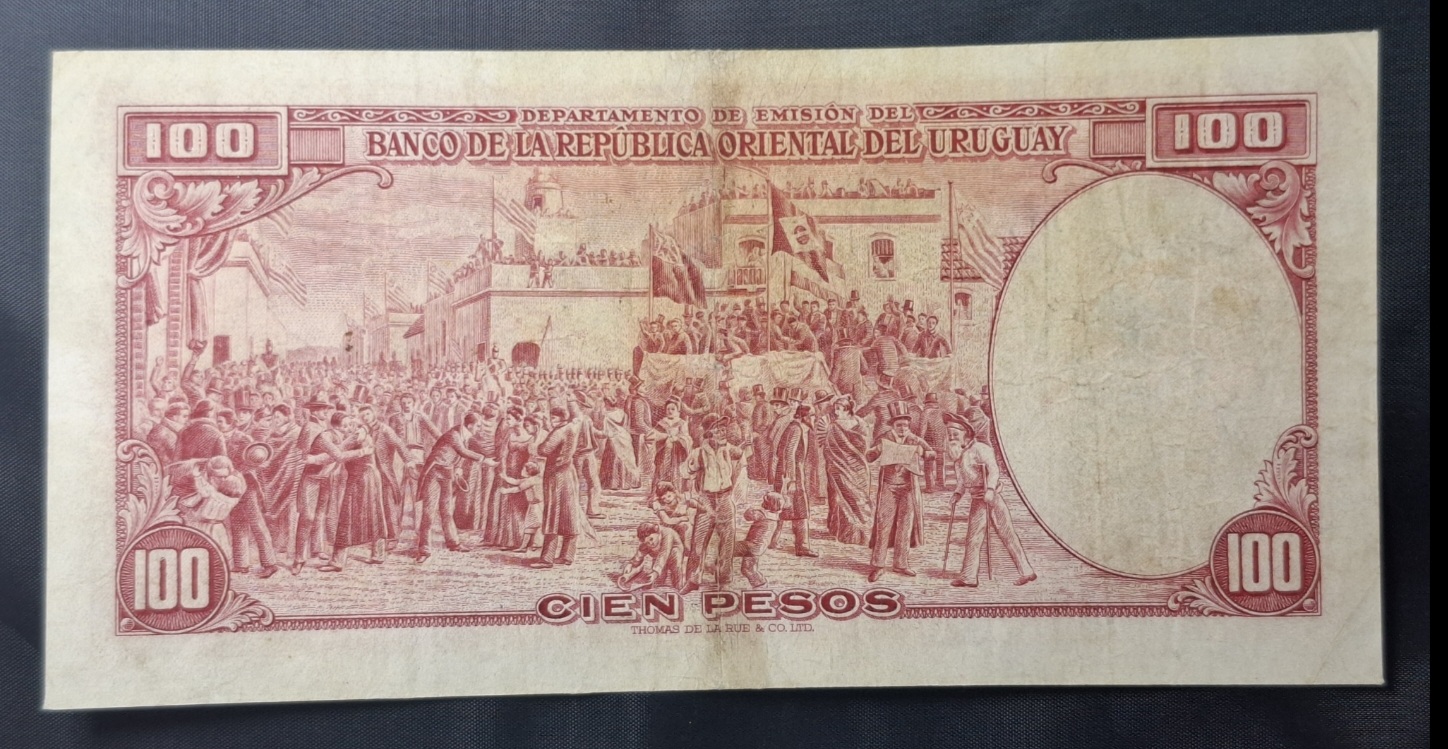 100
DEPARTAMENTO DE EMISIÓN DEL
100
BANCO DE LA REPÚBLICA ORIENTAL DEL URUGUAY
100
CIEN PESOS
100
THOMAS DE LA RUE & CO. LTD.